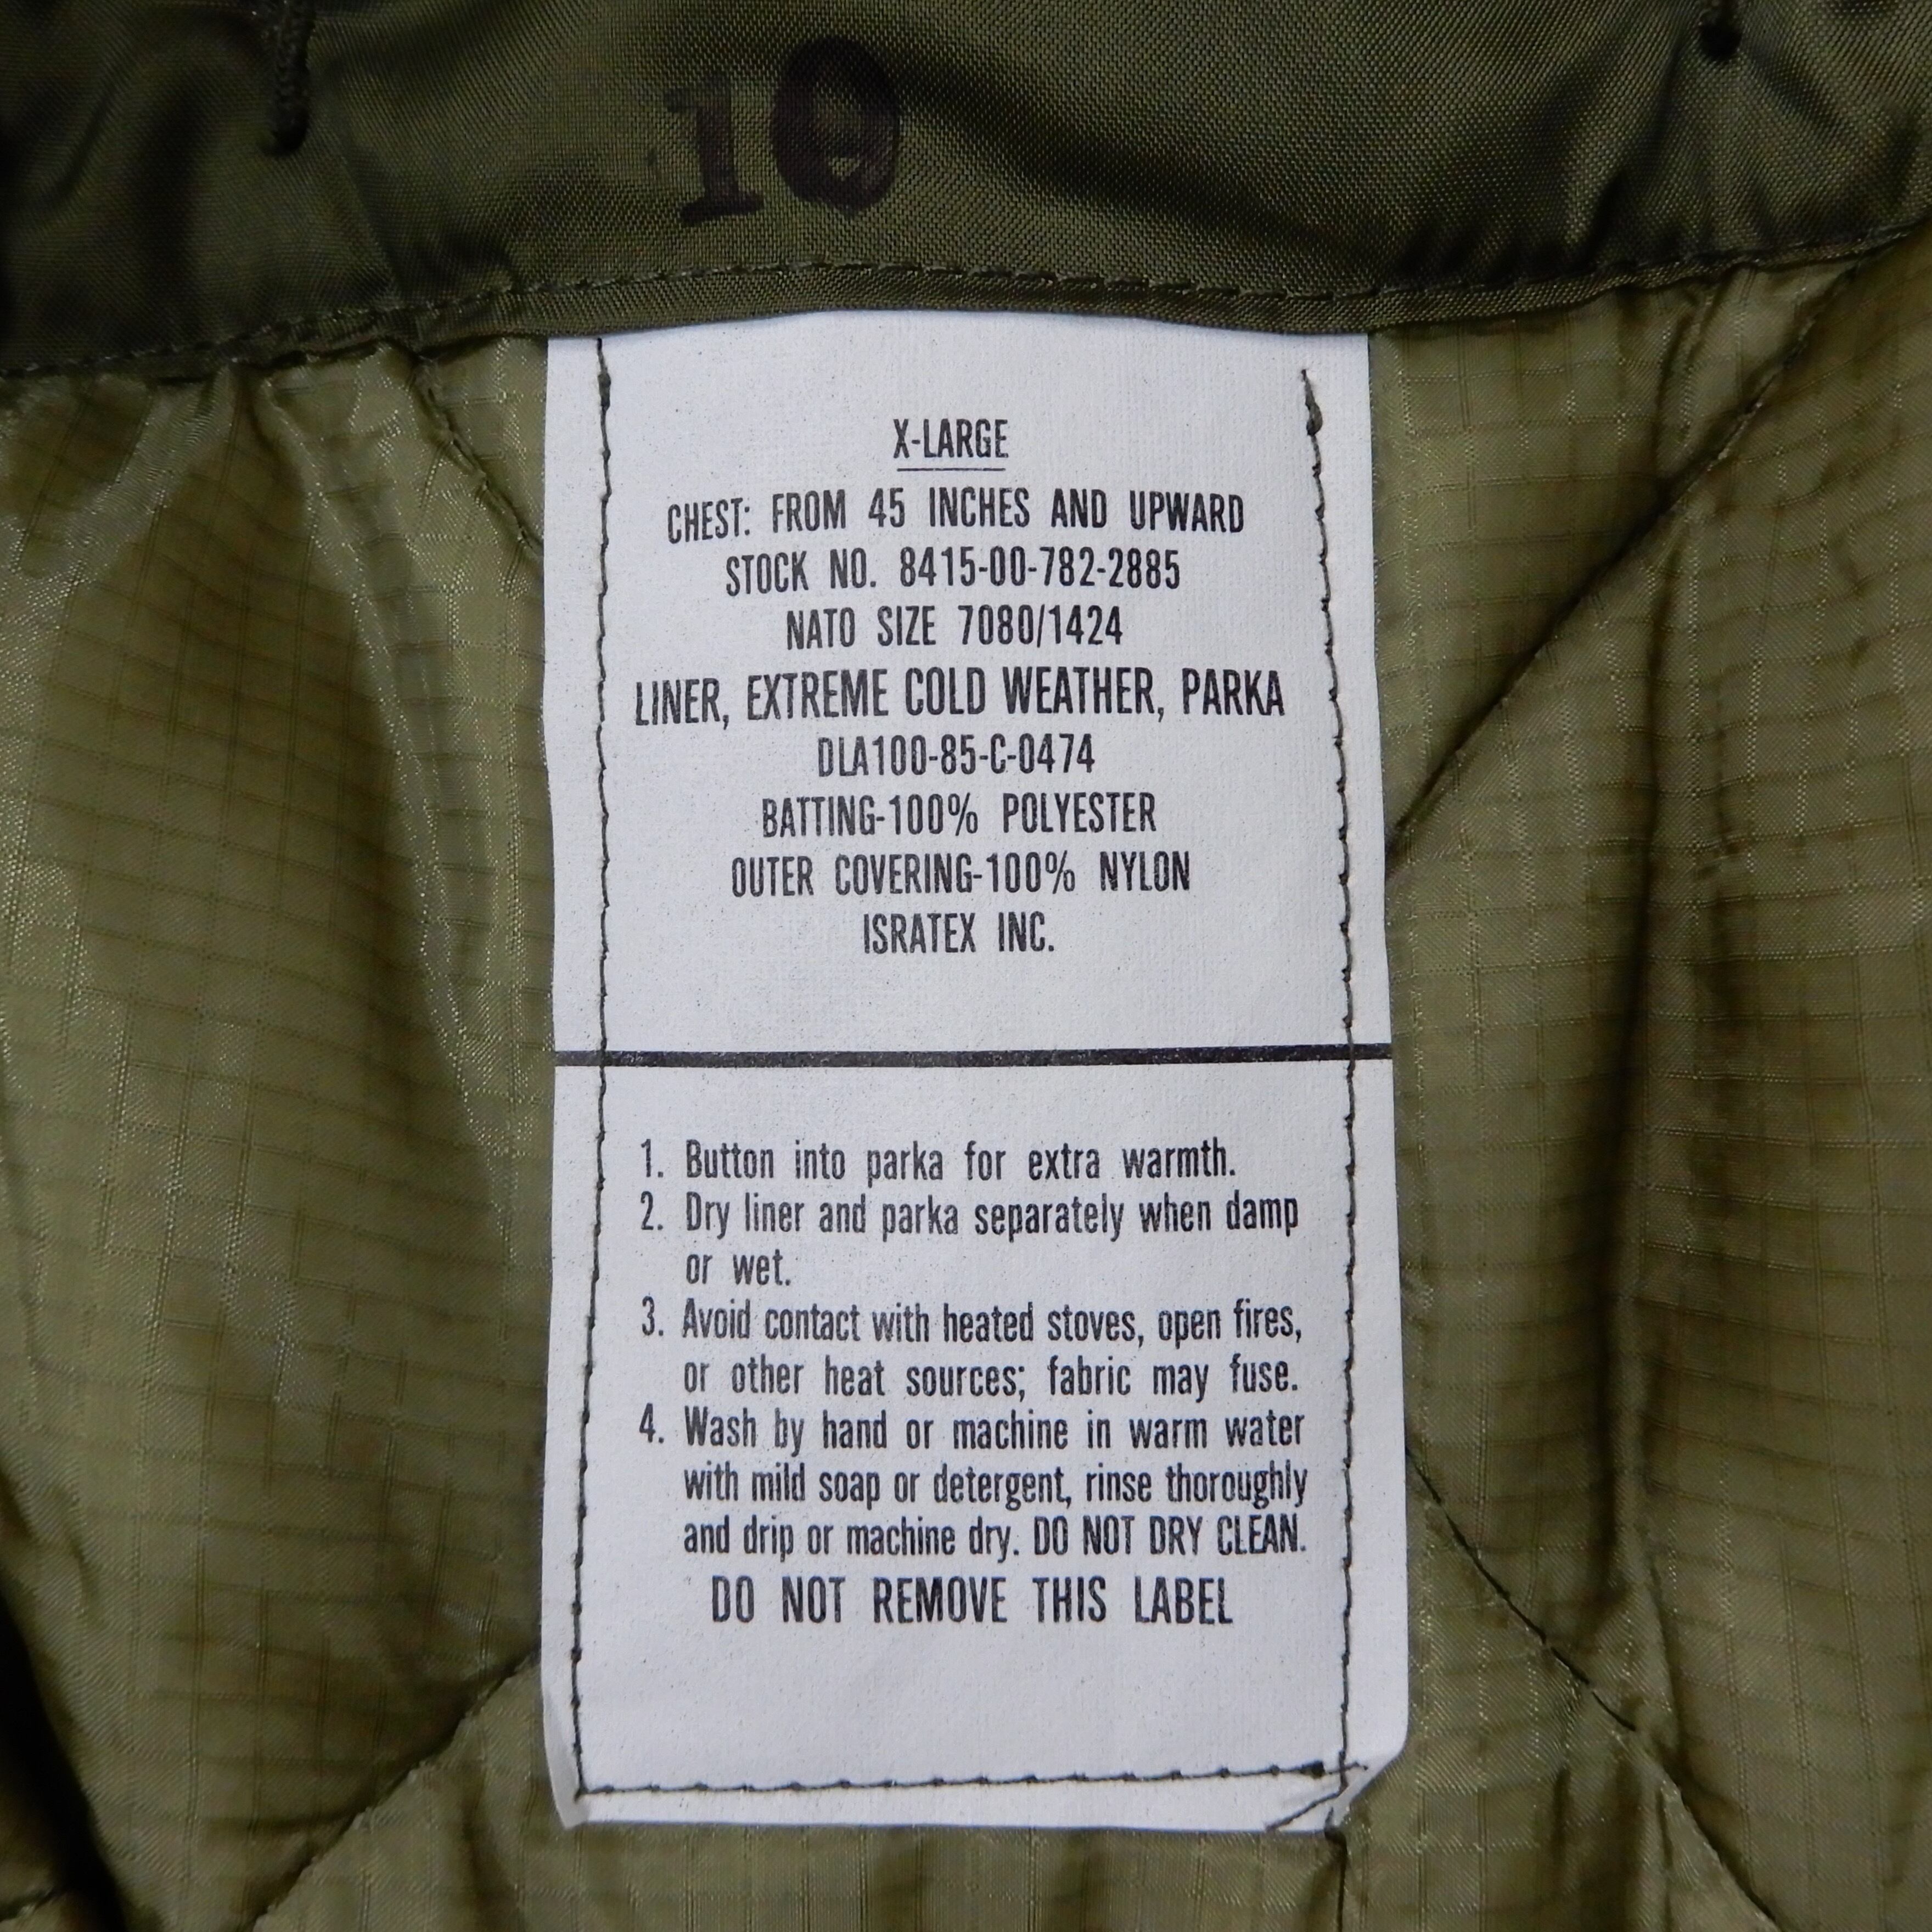 10
X-LARGE
CHEST: FROM 45 INCHES AND UPWARD
STOCK NO. 8415-00-782-2885
NATO SIZE 7080/1424
LINER, EXTREME COLD WEATHER, PARKA
DLA100-85-C-0474
BATTING-100% POLYESTER
OUTER COVERING-100% NYLON
ISRATEX INC.
1. Button into parka for extra warmth.
2. Dry liner and parka separately when damp
or wet.
3. Avoid contact with heated stoves, open fires,
or other heat sources; fabric may fuse.
4. Wash by hand or machine in warm water
with mild soap or detergent, rinse thoroughly
and drip or machine dry. DO NOT DRY CLEAN.
DO NOT REMOVE THIS LABEL